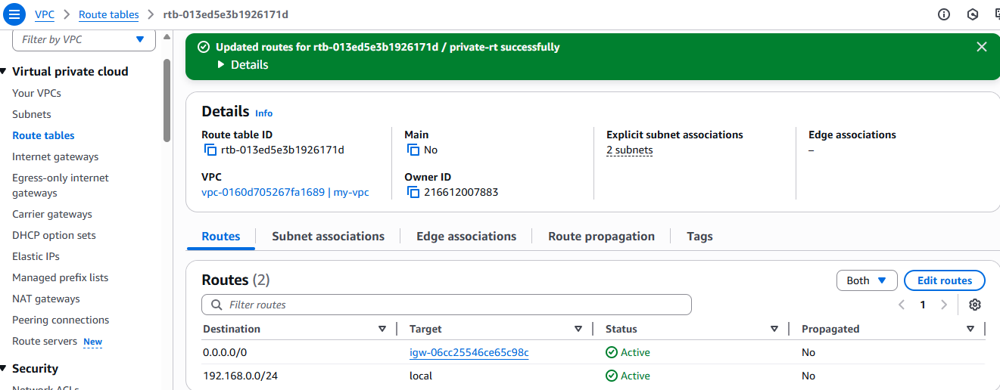 VPC > Route tables > rtb-013ed5e3b1926171d
Filter by VPC
Virtual private cloud
Your VPCs
Subnets
Route tables
Internet gateways
Egress-only internet
gateways
Carrier gateways
DHCP option sets
Elastic IPs
Managed prefix lists
NAT gateways
Peering connections
Route servers New
Security
Network ACLs
Updated routes for rtb-013ed5e3b1926171d / private-rt successfully
Details
Details Info
Route table ID
rtb-013ed5e3b1926171d
Main
No
Explicit subnet associations
2 subnets
Edge associations
–
VPC
vpc-0160d705267fa1689 | my-vpc
Owner ID
216612007883
Routes Subnet associations Edge associations Route propagation Tags
Routes (2)
Both
Edit routes
Filter routes
1
Destination Target Status Propagated
0.0.0.0/0 igw-06cc25546ce65c98c Active No
192.168.0.0/24 local Active No